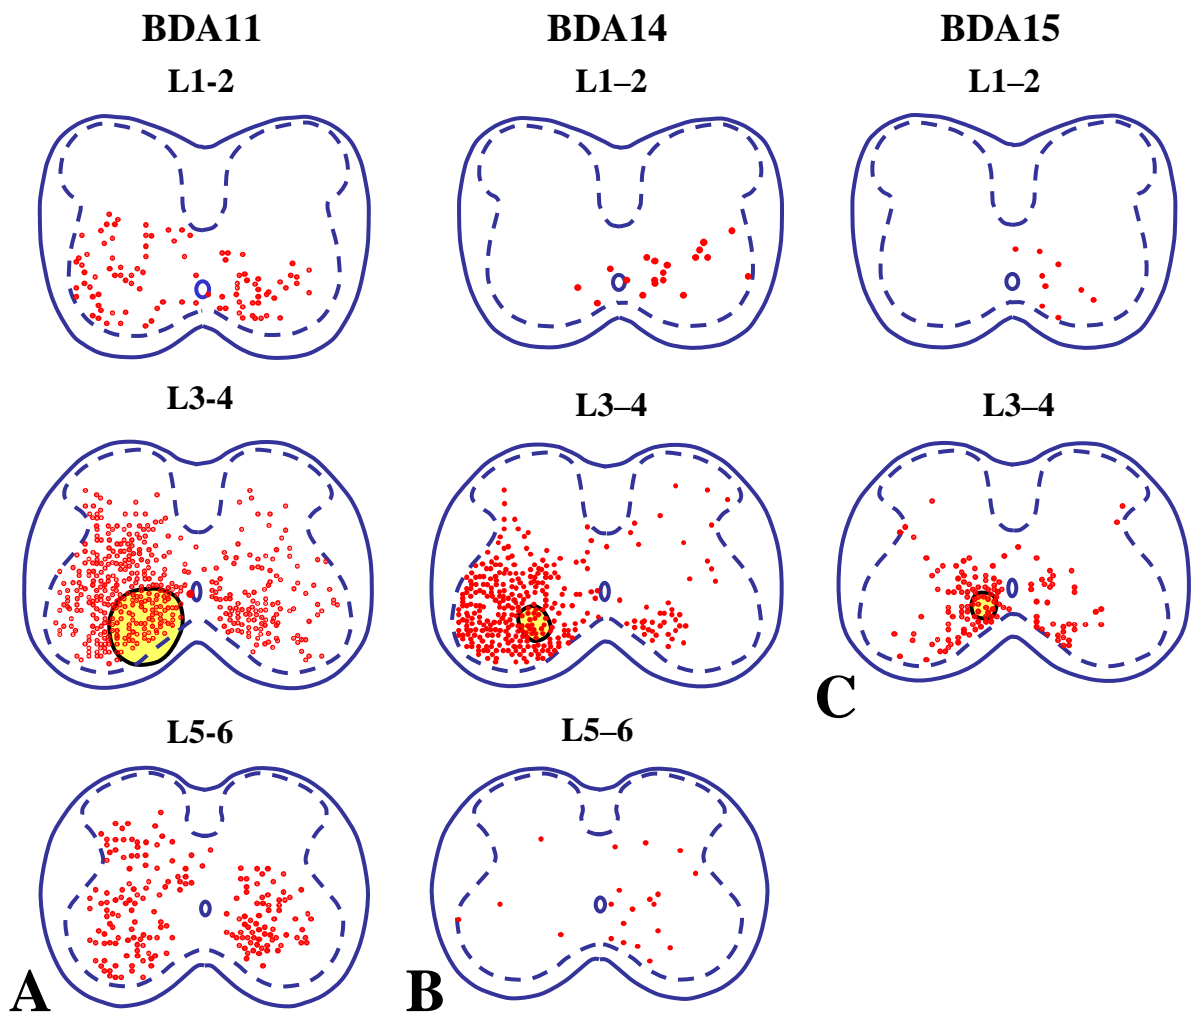 BDA11 BDA14 BDA15
L1-2 L1–2 L1–2
L3-4 L3–4 L3–4
C
L5-6 L5–6
A B